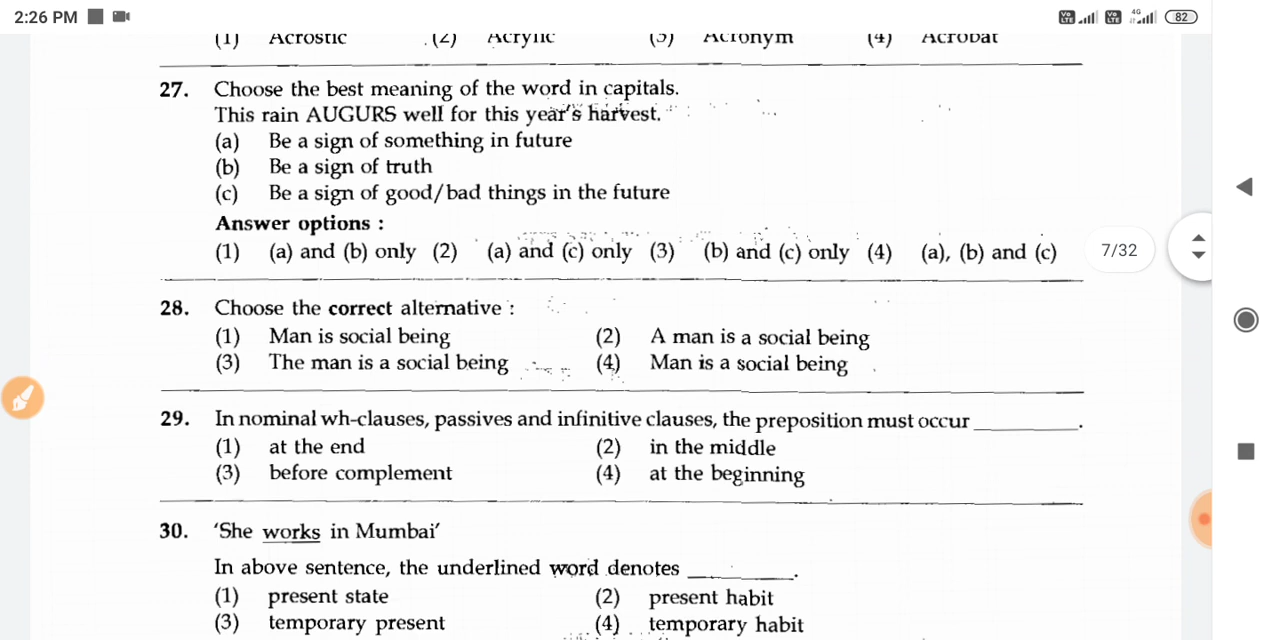 2:26 PM 4G 82
(1) Acrostic (2) Acrylic (3) Acronym (4) Acrobat
27. Choose the best meaning of the word in capitals.
This rain AUGURS well for this year's harvest.
(a) Be a sign of something in future
(b) Be a sign of truth
(c) Be a sign of good/bad things in the future
Answer options :
(1) (a) and (b) only (2) (a) and (c) only (3) (b) and (c) only (4) (a), (b) and (c)
7/32
28. Choose the correct alternative :
(1) Man is social being (2) A man is a social being
(3) The man is a social being (4) Man is a social being
29. In nominal wh-clauses, passives and infinitive clauses, the preposition must occur __________.
(1) at the end (2) in the middle
(3) before complement (4) at the beginning
30. 'She works in Mumbai'
In above sentence, the underlined word denotes __________.
(1) present state (2) present habit
(3) temporary present (4) temporary habit